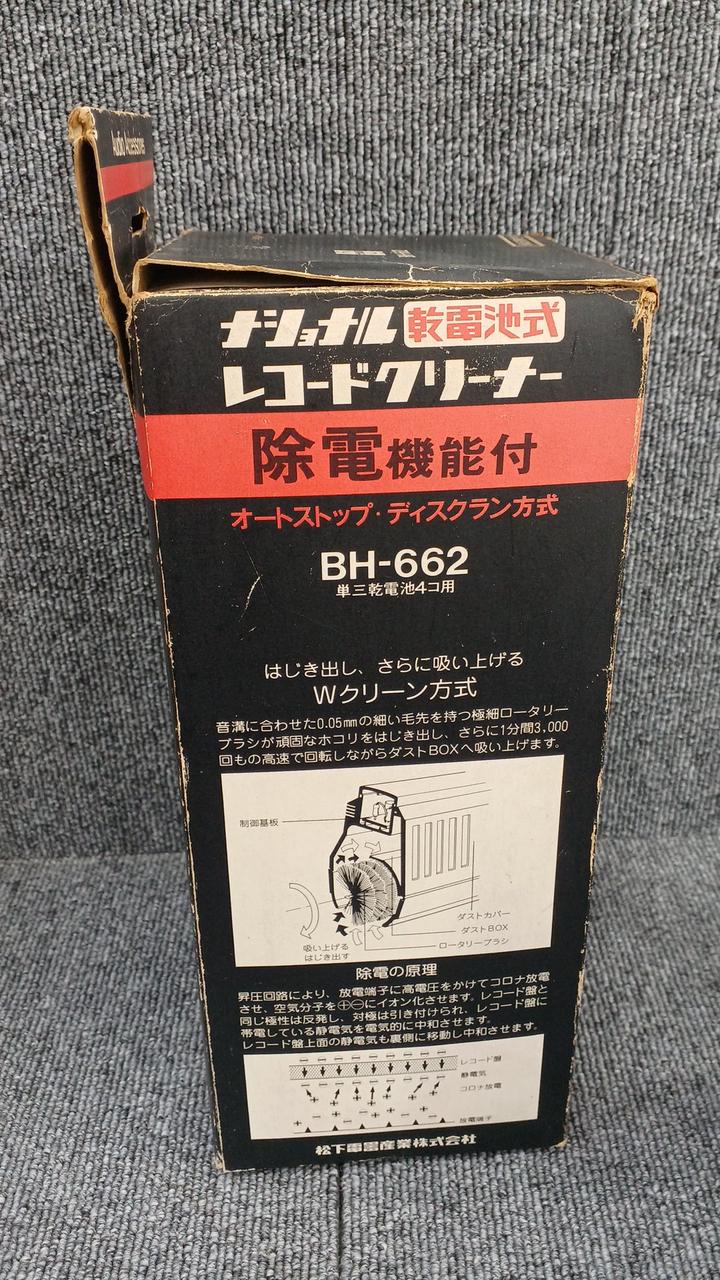 Audio Accessories
ナショナル 乾電池式
レコードクリーナー
除電機能付
オートストップ・ディスクラン方式
BH-662
単三乾電池4コ用
はじき出し、さらに吸い上げる
Wクリーン方式
音溝に合わせた0.05mmの細い毛先を持つ極細ロータリー
ブラシが頑固なホコリをはじき出し、さらに1分間3,000
回もの高速で回転しながらダストBOXへ吸い上げます。
制御基板
ダストカバー
ダストBOX
ロータリーブラシ
吸い上げる
はじき出す
除電の原理
昇圧回路により、放電端子に高電圧をかけてコロナ放電
させ、空気分子を⊕⊖にイオン化させます。レコード盤と
同じ極性は反発し、対極は引き付けられ、レコード盤に
帯電している静電気を電気的に中和させます。
レコード盤上面の静電気も裏側に移動し中和させます。
レコード盤
静電気
コロナ放電
放電端子
松下電器産業株式会社